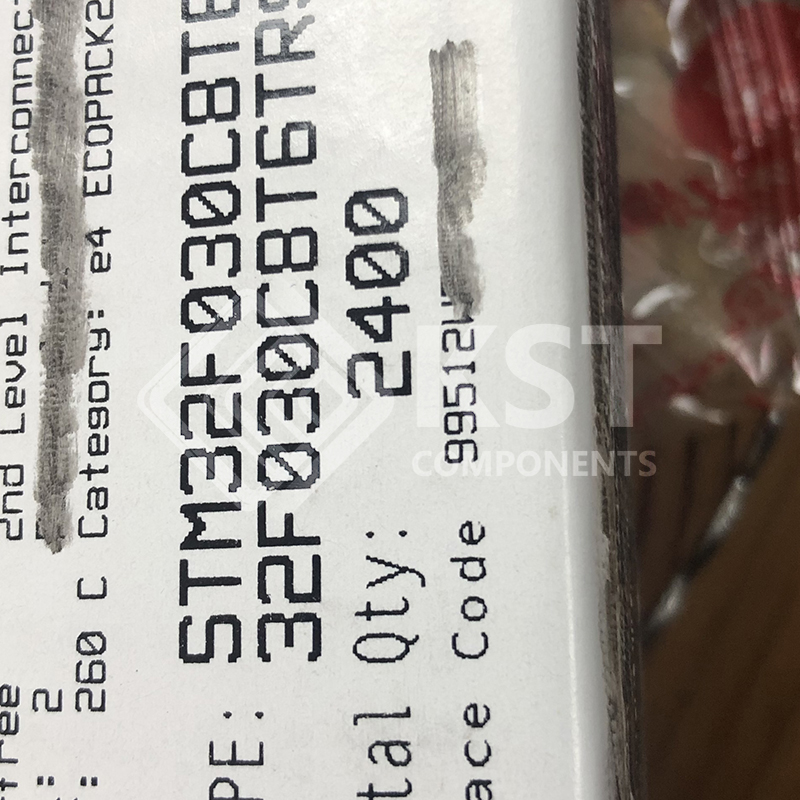 free 2nd Level Interconnec
: 2
: 260 C Category: e4 ECOPACK2
PE: STM32F030C8T6
32F030C8T6TR
tal Qty: 2400
ace Code 99512
KST
COMPONENTS